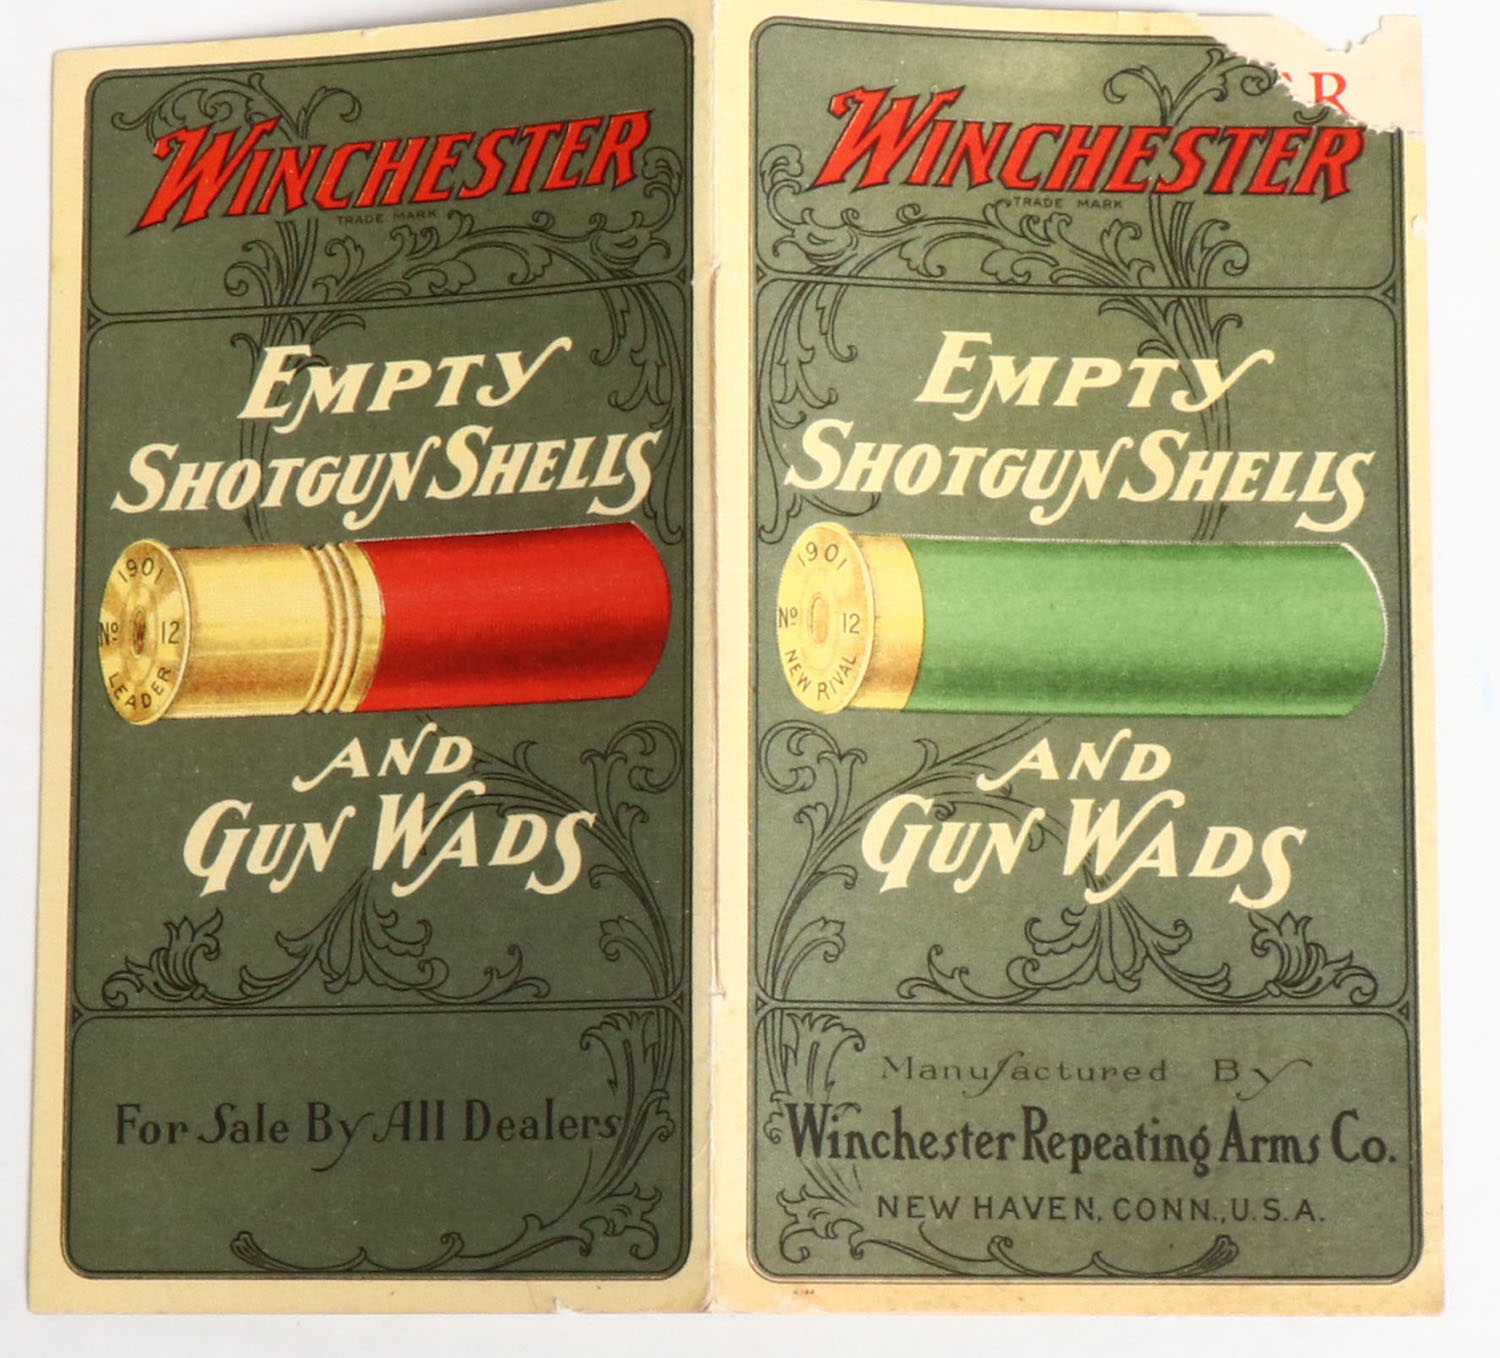 WINCHESTER
TRADE MARK
EMPTY
SHOTGUN SHELLS
1901
Nº 12
LEADER
AND
GUN WADS
For Sale By All Dealers
R
WINCHESTER
TRADE MARK
EMPTY
SHOTGUN SHELLS
1901
Nº 12
NEW RIVAL
AND
GUN WADS
Manufactured By
Winchester Repeating Arms Co.
NEW HAVEN, CONN., U.S.A.